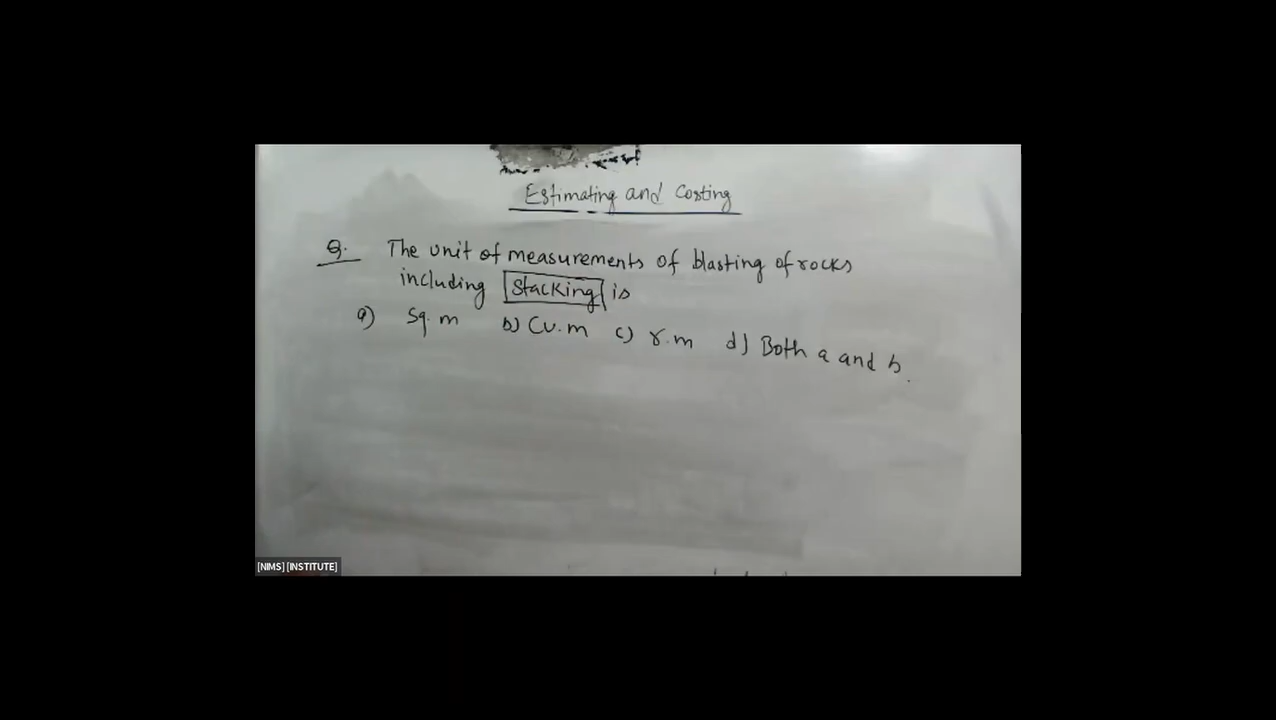 Estimating and Costing
Q. The unit of measurements of blasting of rocks
including stacking is
a) Sq. m b) Cu. m c) r. m d) Both a and b.
[NIMS] [INSTITUTE]